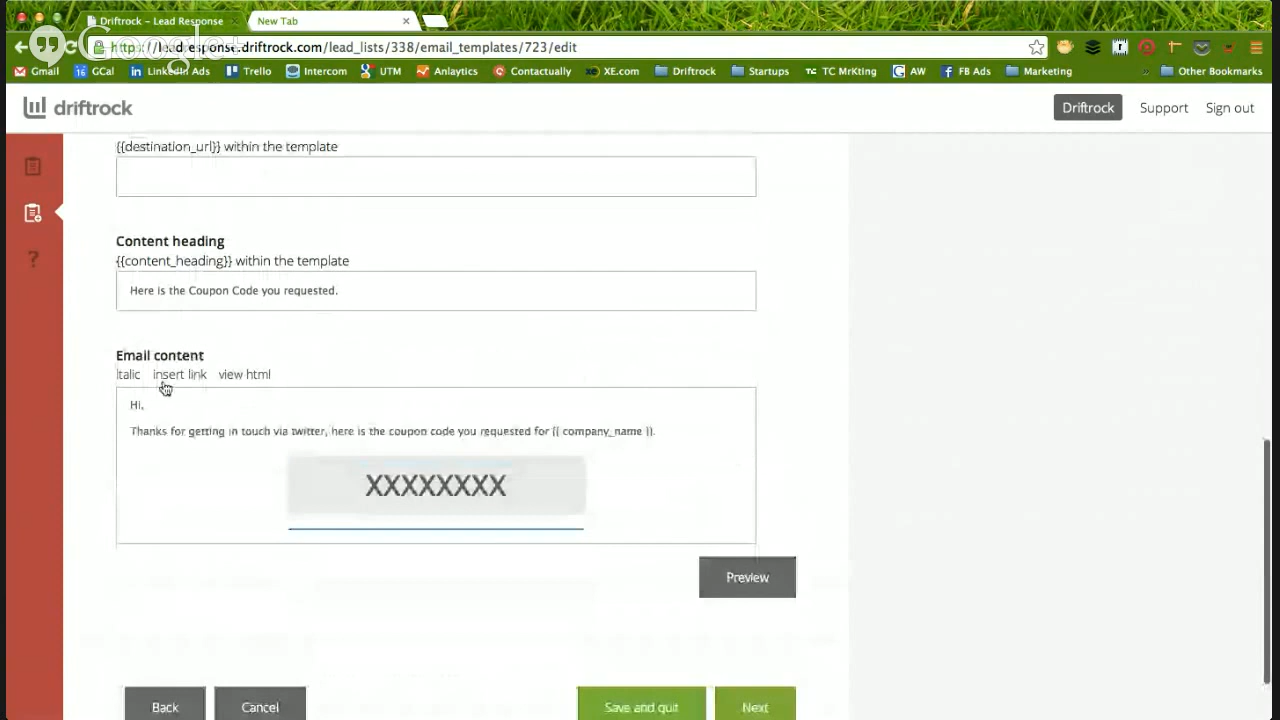 Driftrock – Lead Response
New Tab
Google+
https://leadresponse.driftrock.com/lead_lists/338/email_templates/723/edit
Gmail
GCal
LinkedIn Ads
Trello
Intercom
UTM
Anlaytics
Contactually
XE.com
Driftrock
Startups
TC MrKting
AW
FB Ads
Marketing
»
Other Bookmarks
driftrock
Driftrock
Support
Sign out
{{destination_url}} within the template
Content heading
{{content_heading}} within the template
Here is the Coupon Code you requested.
Email content
italic insert link view html
Hi,
Thanks for getting in touch via twitter, here is the coupon code you requested for {{ company_name }}.
XXXXXXXX
Preview
Back
Cancel
Save and quit
Next